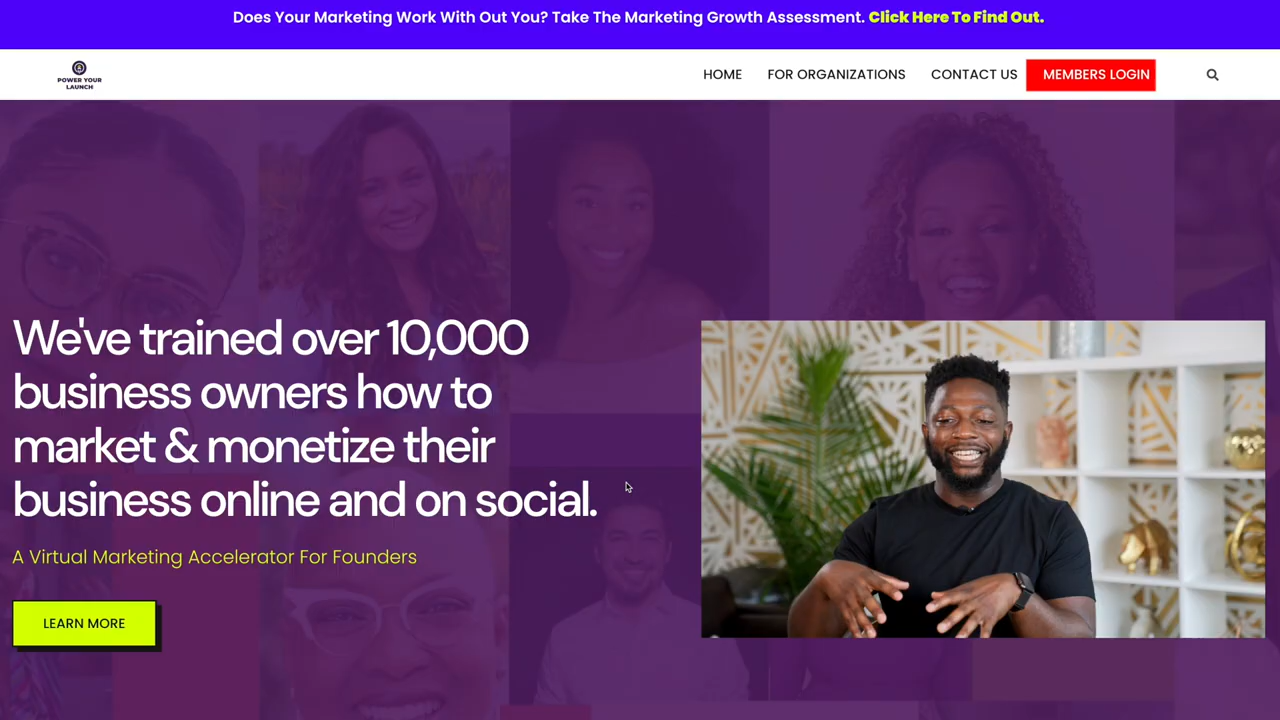 Does Your Marketing Work With Out You? Take The Marketing Growth Assessment. Click Here To Find Out.
POWER YOUR
LAUNCH
HOME
FOR ORGANIZATIONS
CONTACT US
MEMBERS LOGIN
We've trained over 10,000
business owners how to
market & monetize their
business online and on social.
A Virtual Marketing Accelerator For Founders
LEARN MORE